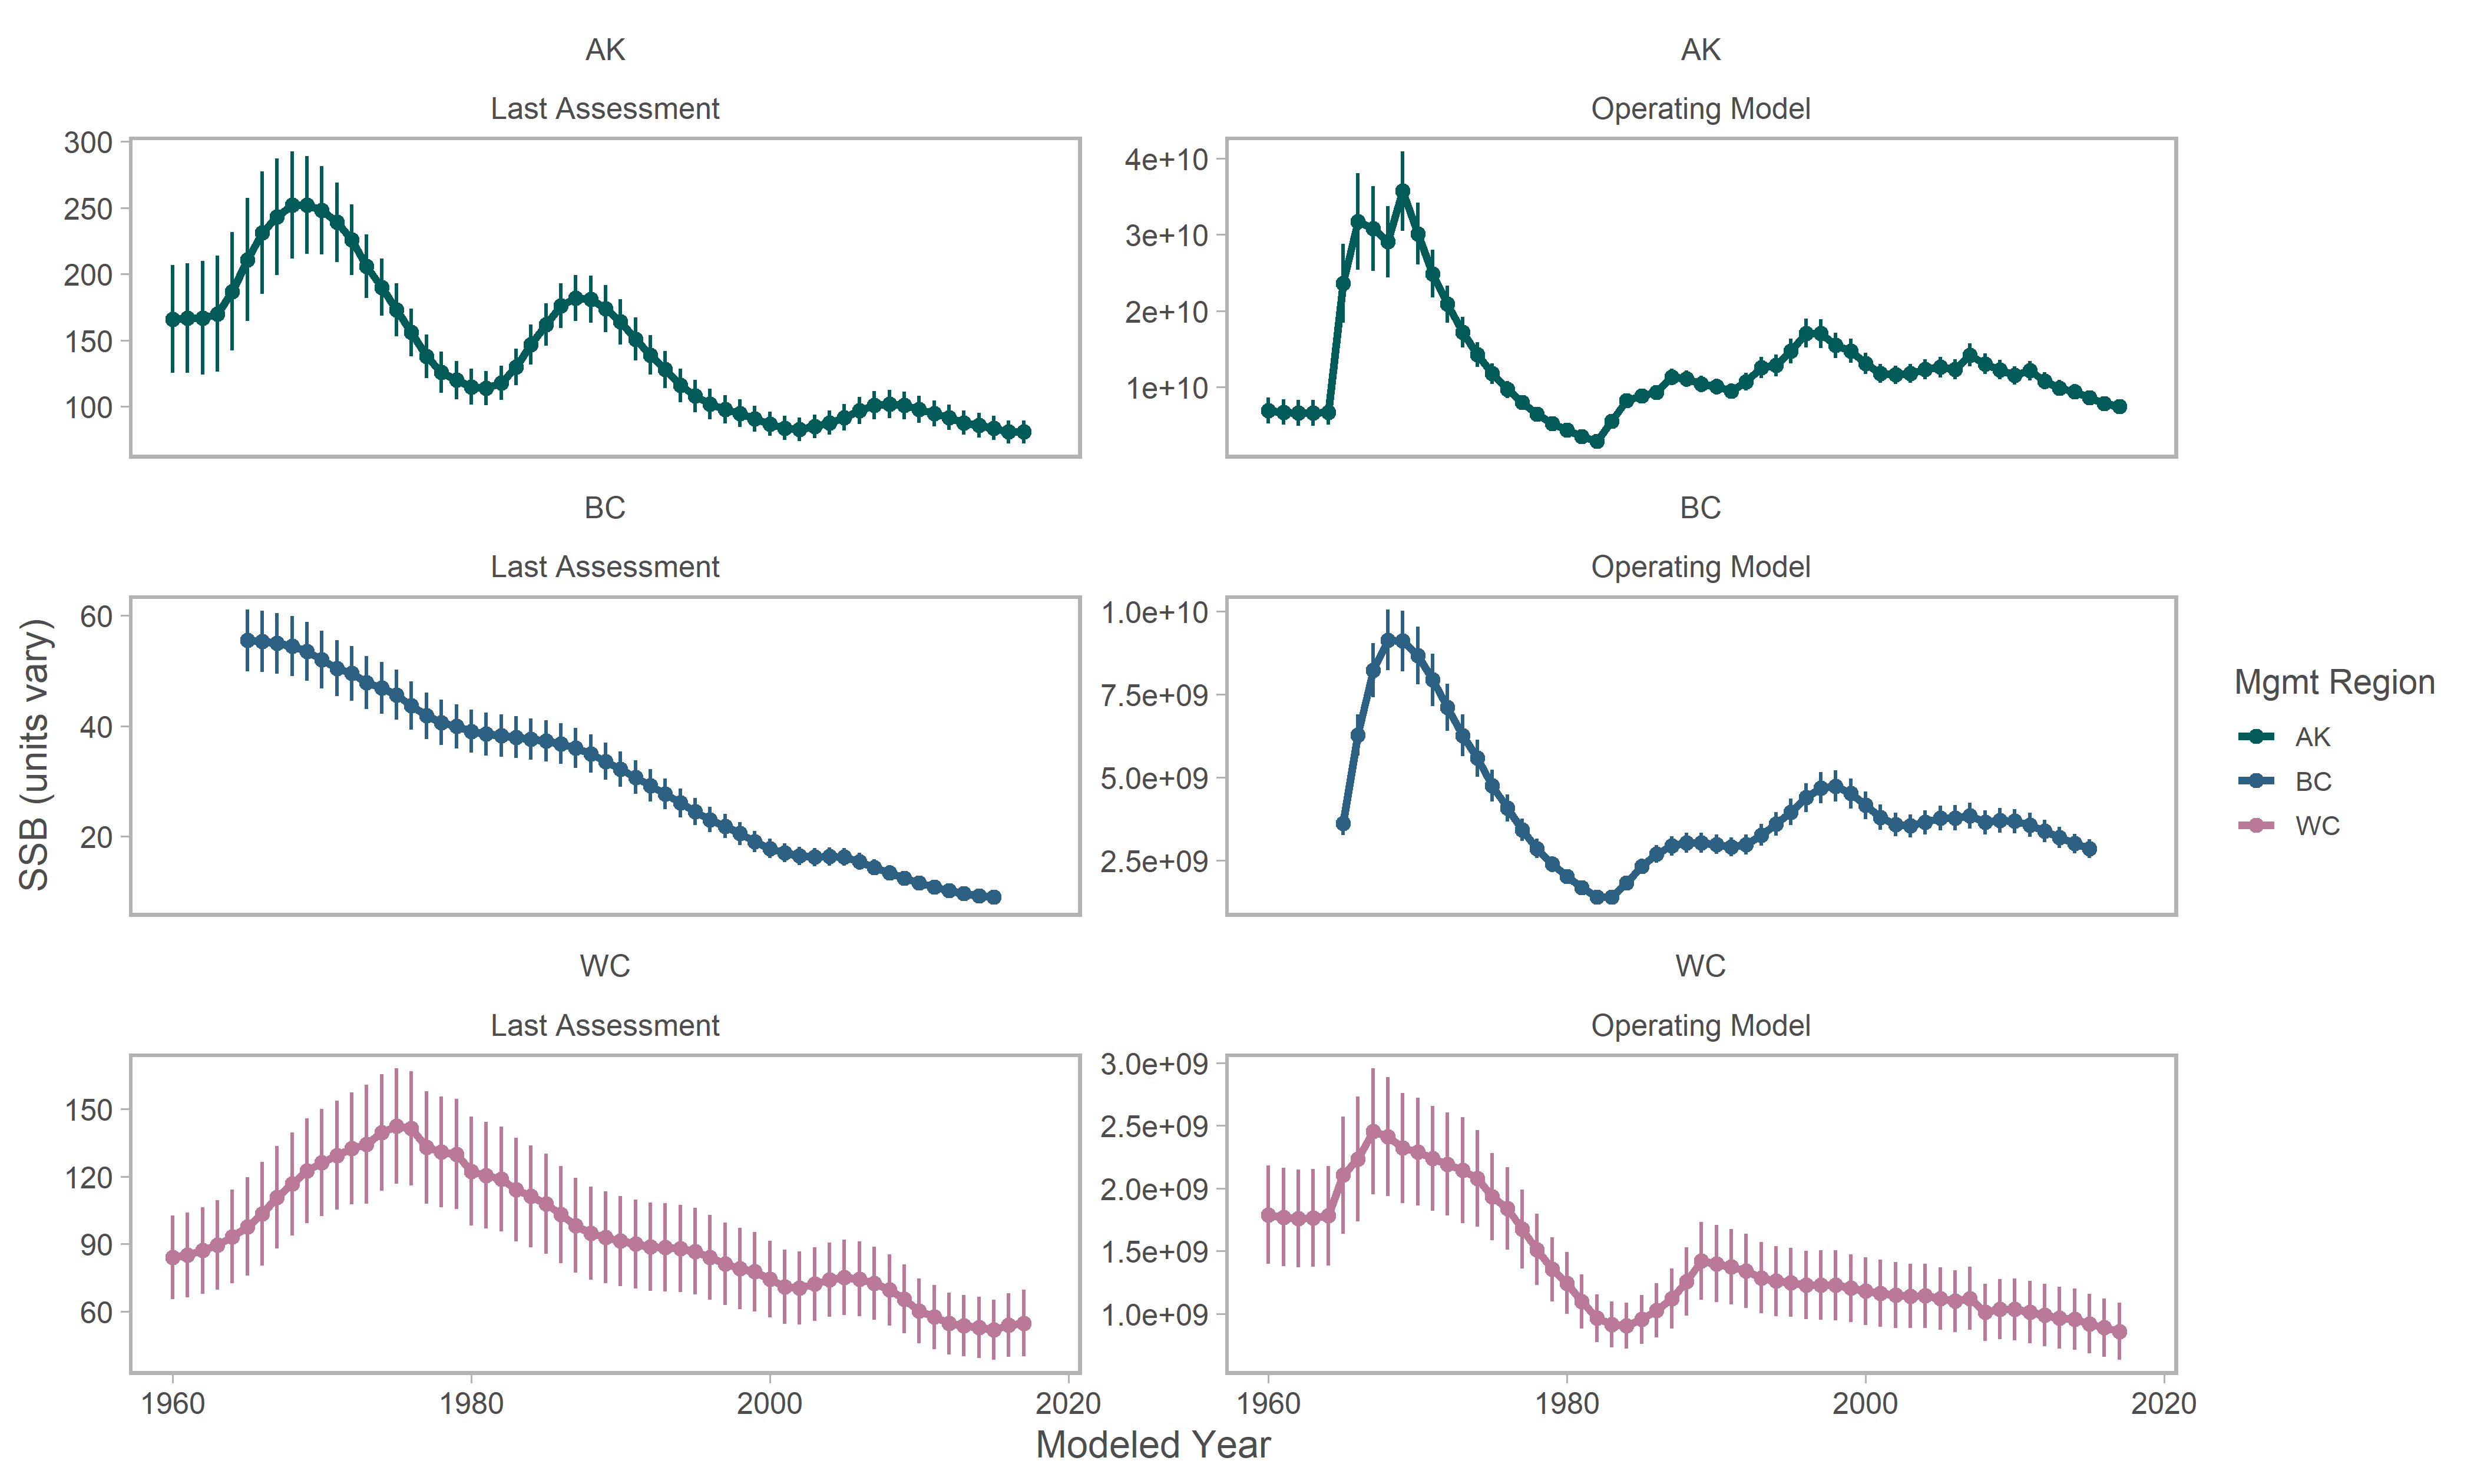 AK
Last Assessment
300
250
200
150
100
AK
Operating Model
4e+10
3e+10
2e+10
1e+10
BC
Last Assessment
60
40
20
BC
Operating Model
1.0e+10
7.5e+09
5.0e+09
2.5e+09
WC
Last Assessment
150
120
90
60
1960
1980
2000
2020
WC
Operating Model
3.0e+09
2.5e+09
2.0e+09
1.5e+09
1.0e+09
1960
1980
2000
2020
SSB (units vary)
Modeled Year
Mgmt Region
AK
BC
WC